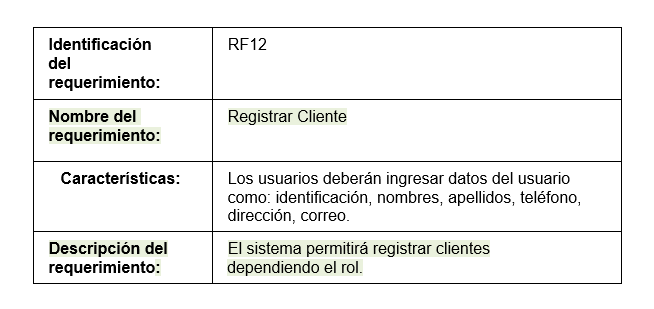 Identificación
del
requerimiento:
RF12
Nombre del
requerimiento:
Registrar Cliente
Características:
Los usuarios deberán ingresar datos del usuario
como: identificación, nombres, apellidos, teléfono,
dirección, correo.
Descripción del
requerimiento:
El sistema permitirá registrar clientes
dependiendo el rol.